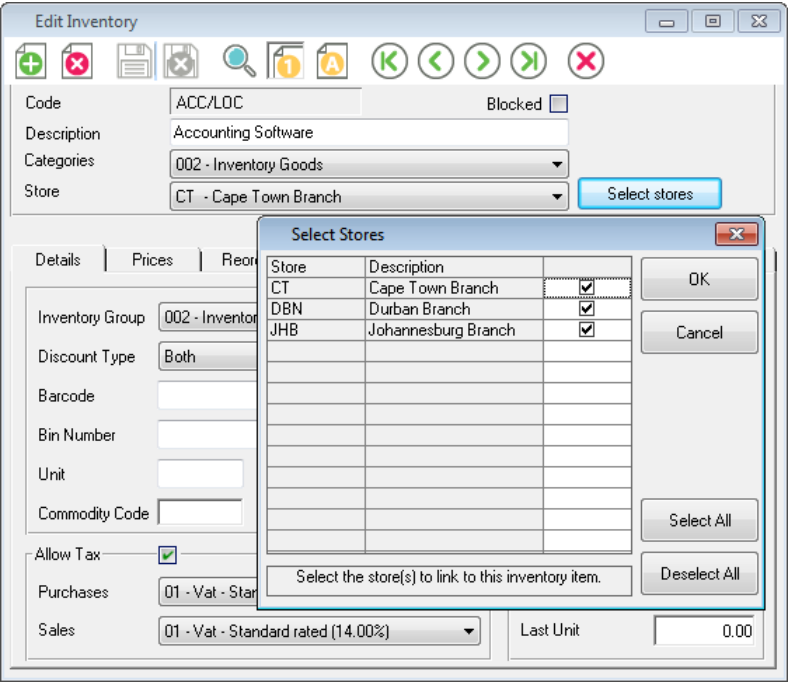 Edit Inventory
1 A
Code ACC/LOC Blocked
Description Accounting Software
Categories 002 - Inventory Goods
Store CT - Cape Town Branch Select stores
Details Prices Reor
Inventory Group 002 - Inventor
Discount Type Both
Barcode
Bin Number
Unit
Commodity Code
Allow Tax
Purchases 01 - Vat - Star
Sales 01 - Vat - Standard rated (14.00%) Last Unit 0.00
Select Stores
Store Description
CT Cape Town Branch
DBN Durban Branch
JHB Johannesburg Branch
OK
Cancel
Select All
Deselect All
Select the store(s) to link to this inventory item.